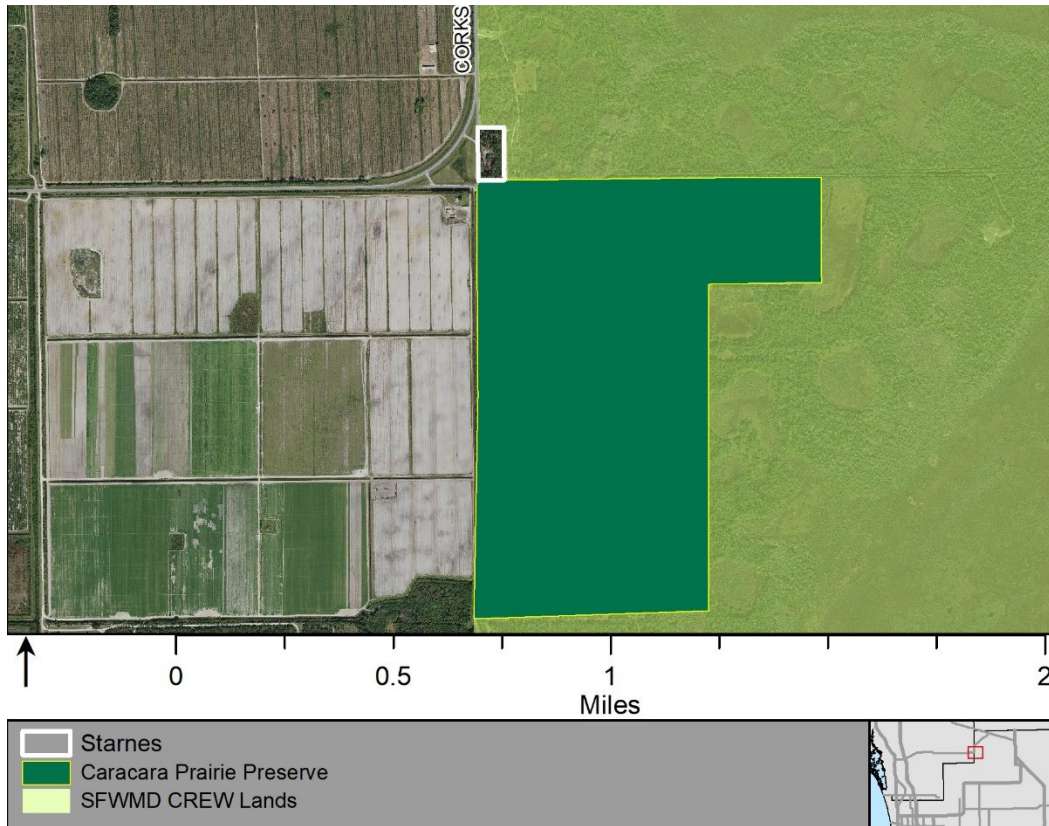 CORKS
0 0.5 1 2
Miles
Starnes
Caracara Prairie Preserve
SFWMD CREW Lands